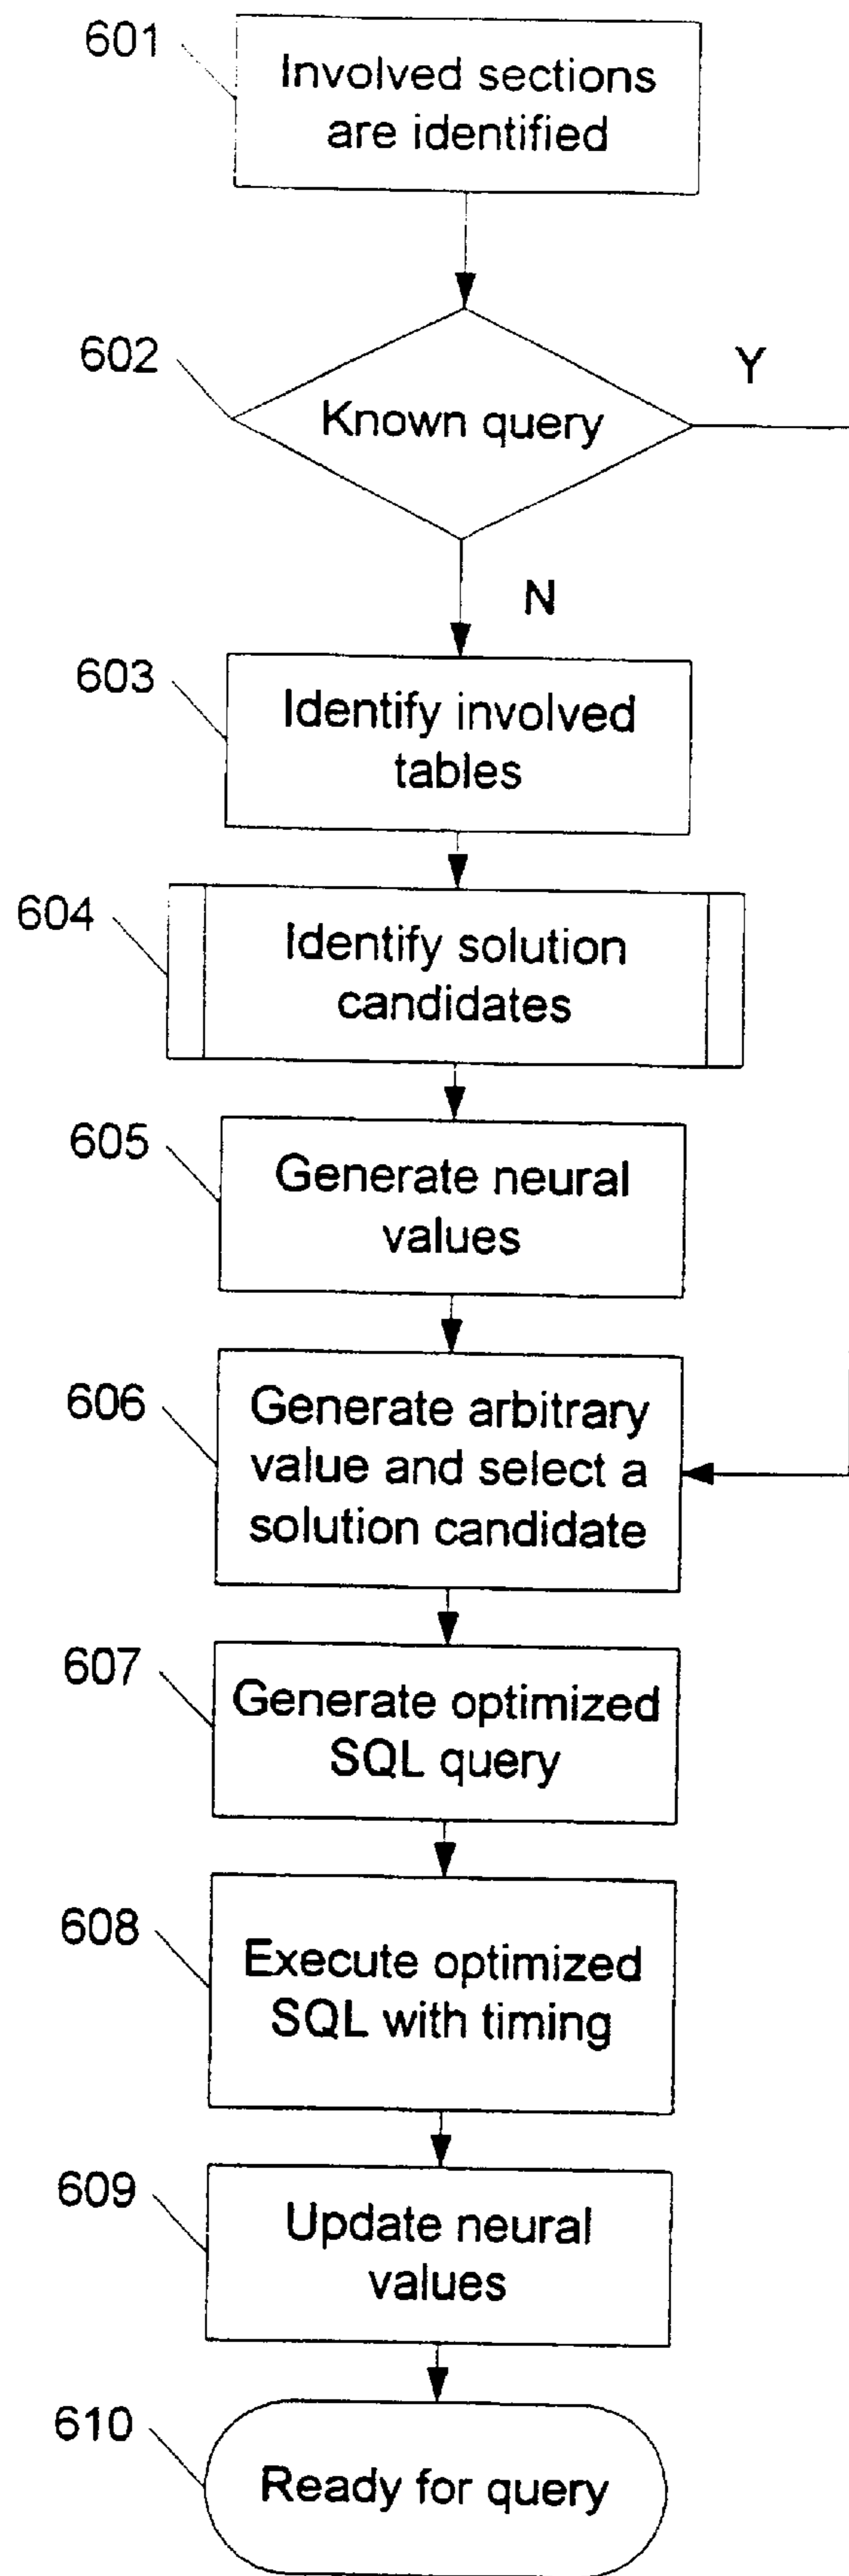 601
Involved sections
are identified
602
Known query
Y
N
603
Identify involved
tables
604
Identify solution
candidates
605
Generate neural
values
606
Generate arbitrary
value and select a
solution candidate
607
Generate optimized
SQL query
608
Execute optimized
SQL with timing
609
Update neural
values
610
Ready for query